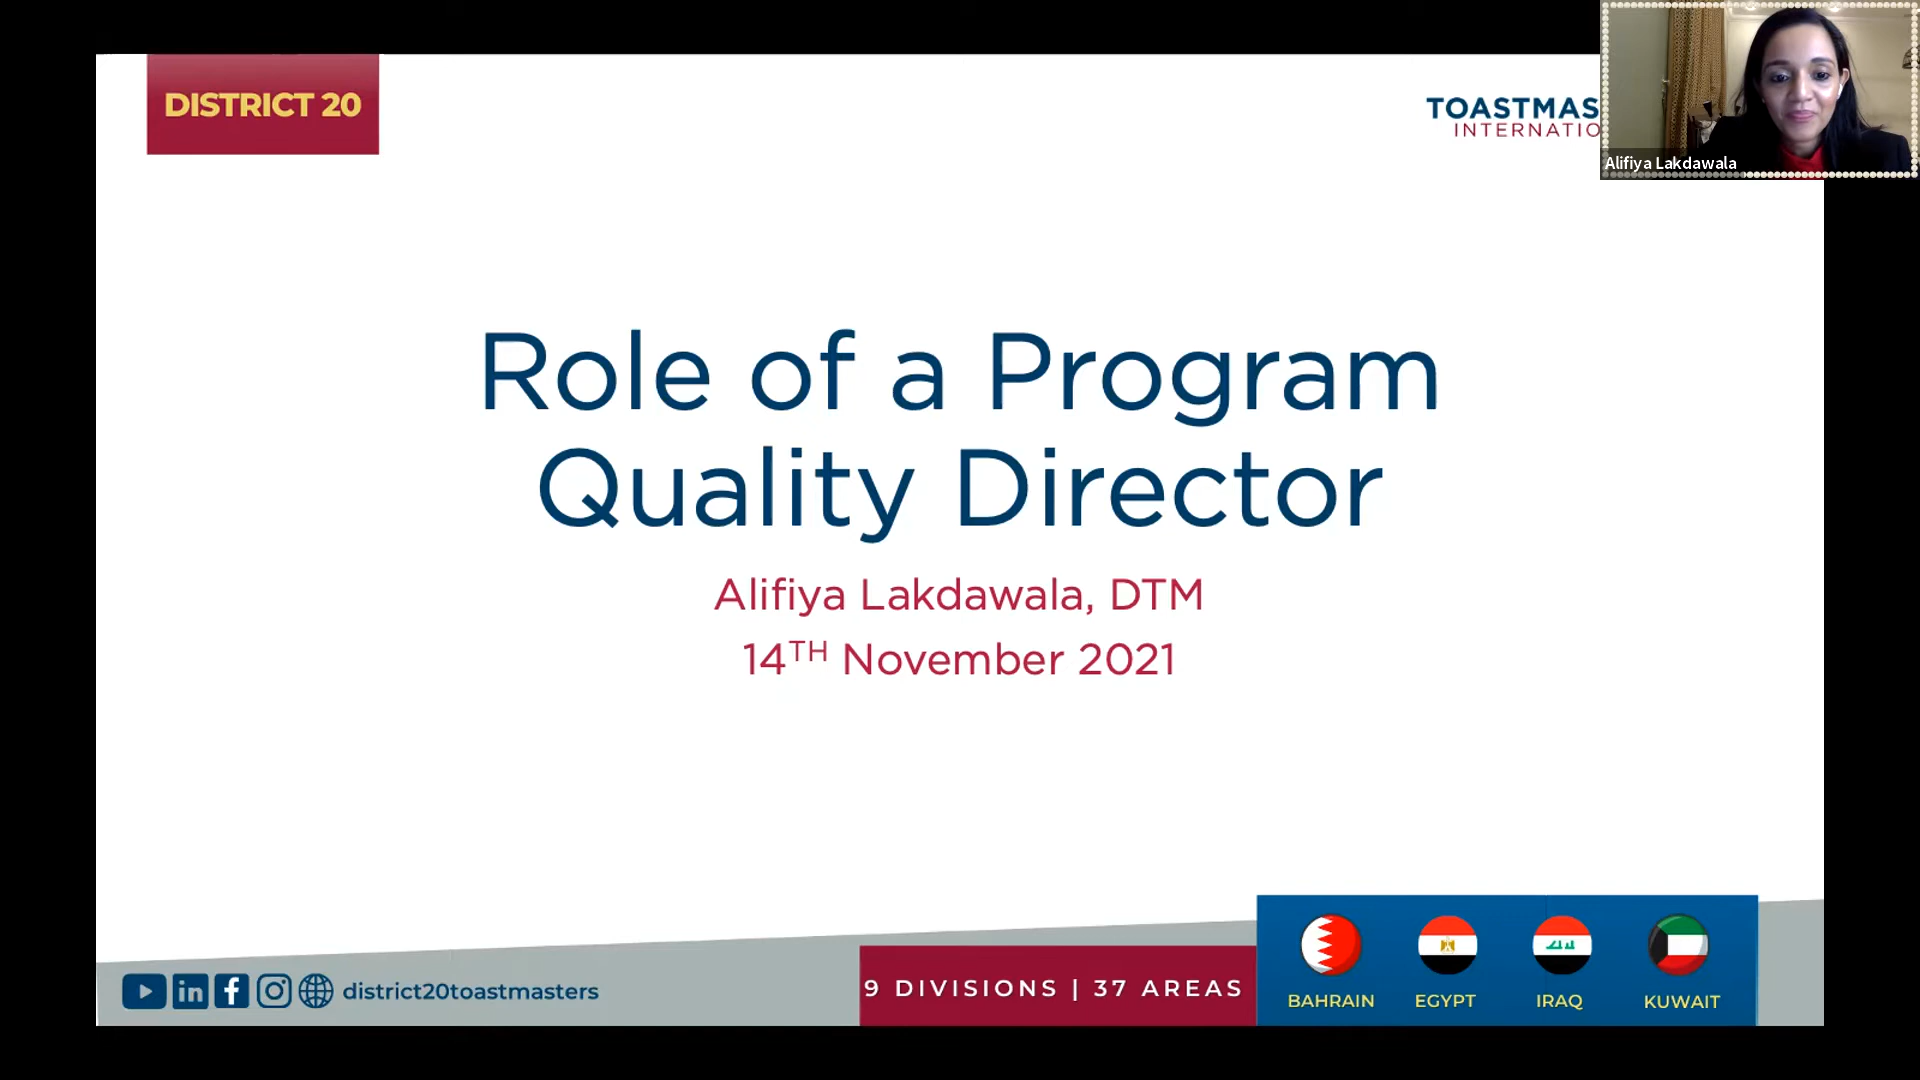 DISTRICT 20
TOASTMAS
INTERNATIO
Alifiya Lakdawala
Role of a Program
Quality Director
Alifiya Lakdawala, DTM
14TH November 2021
district20toastmasters
9 DIVISIONS | 37 AREAS
BAHRAIN EGYPT IRAQ KUWAIT